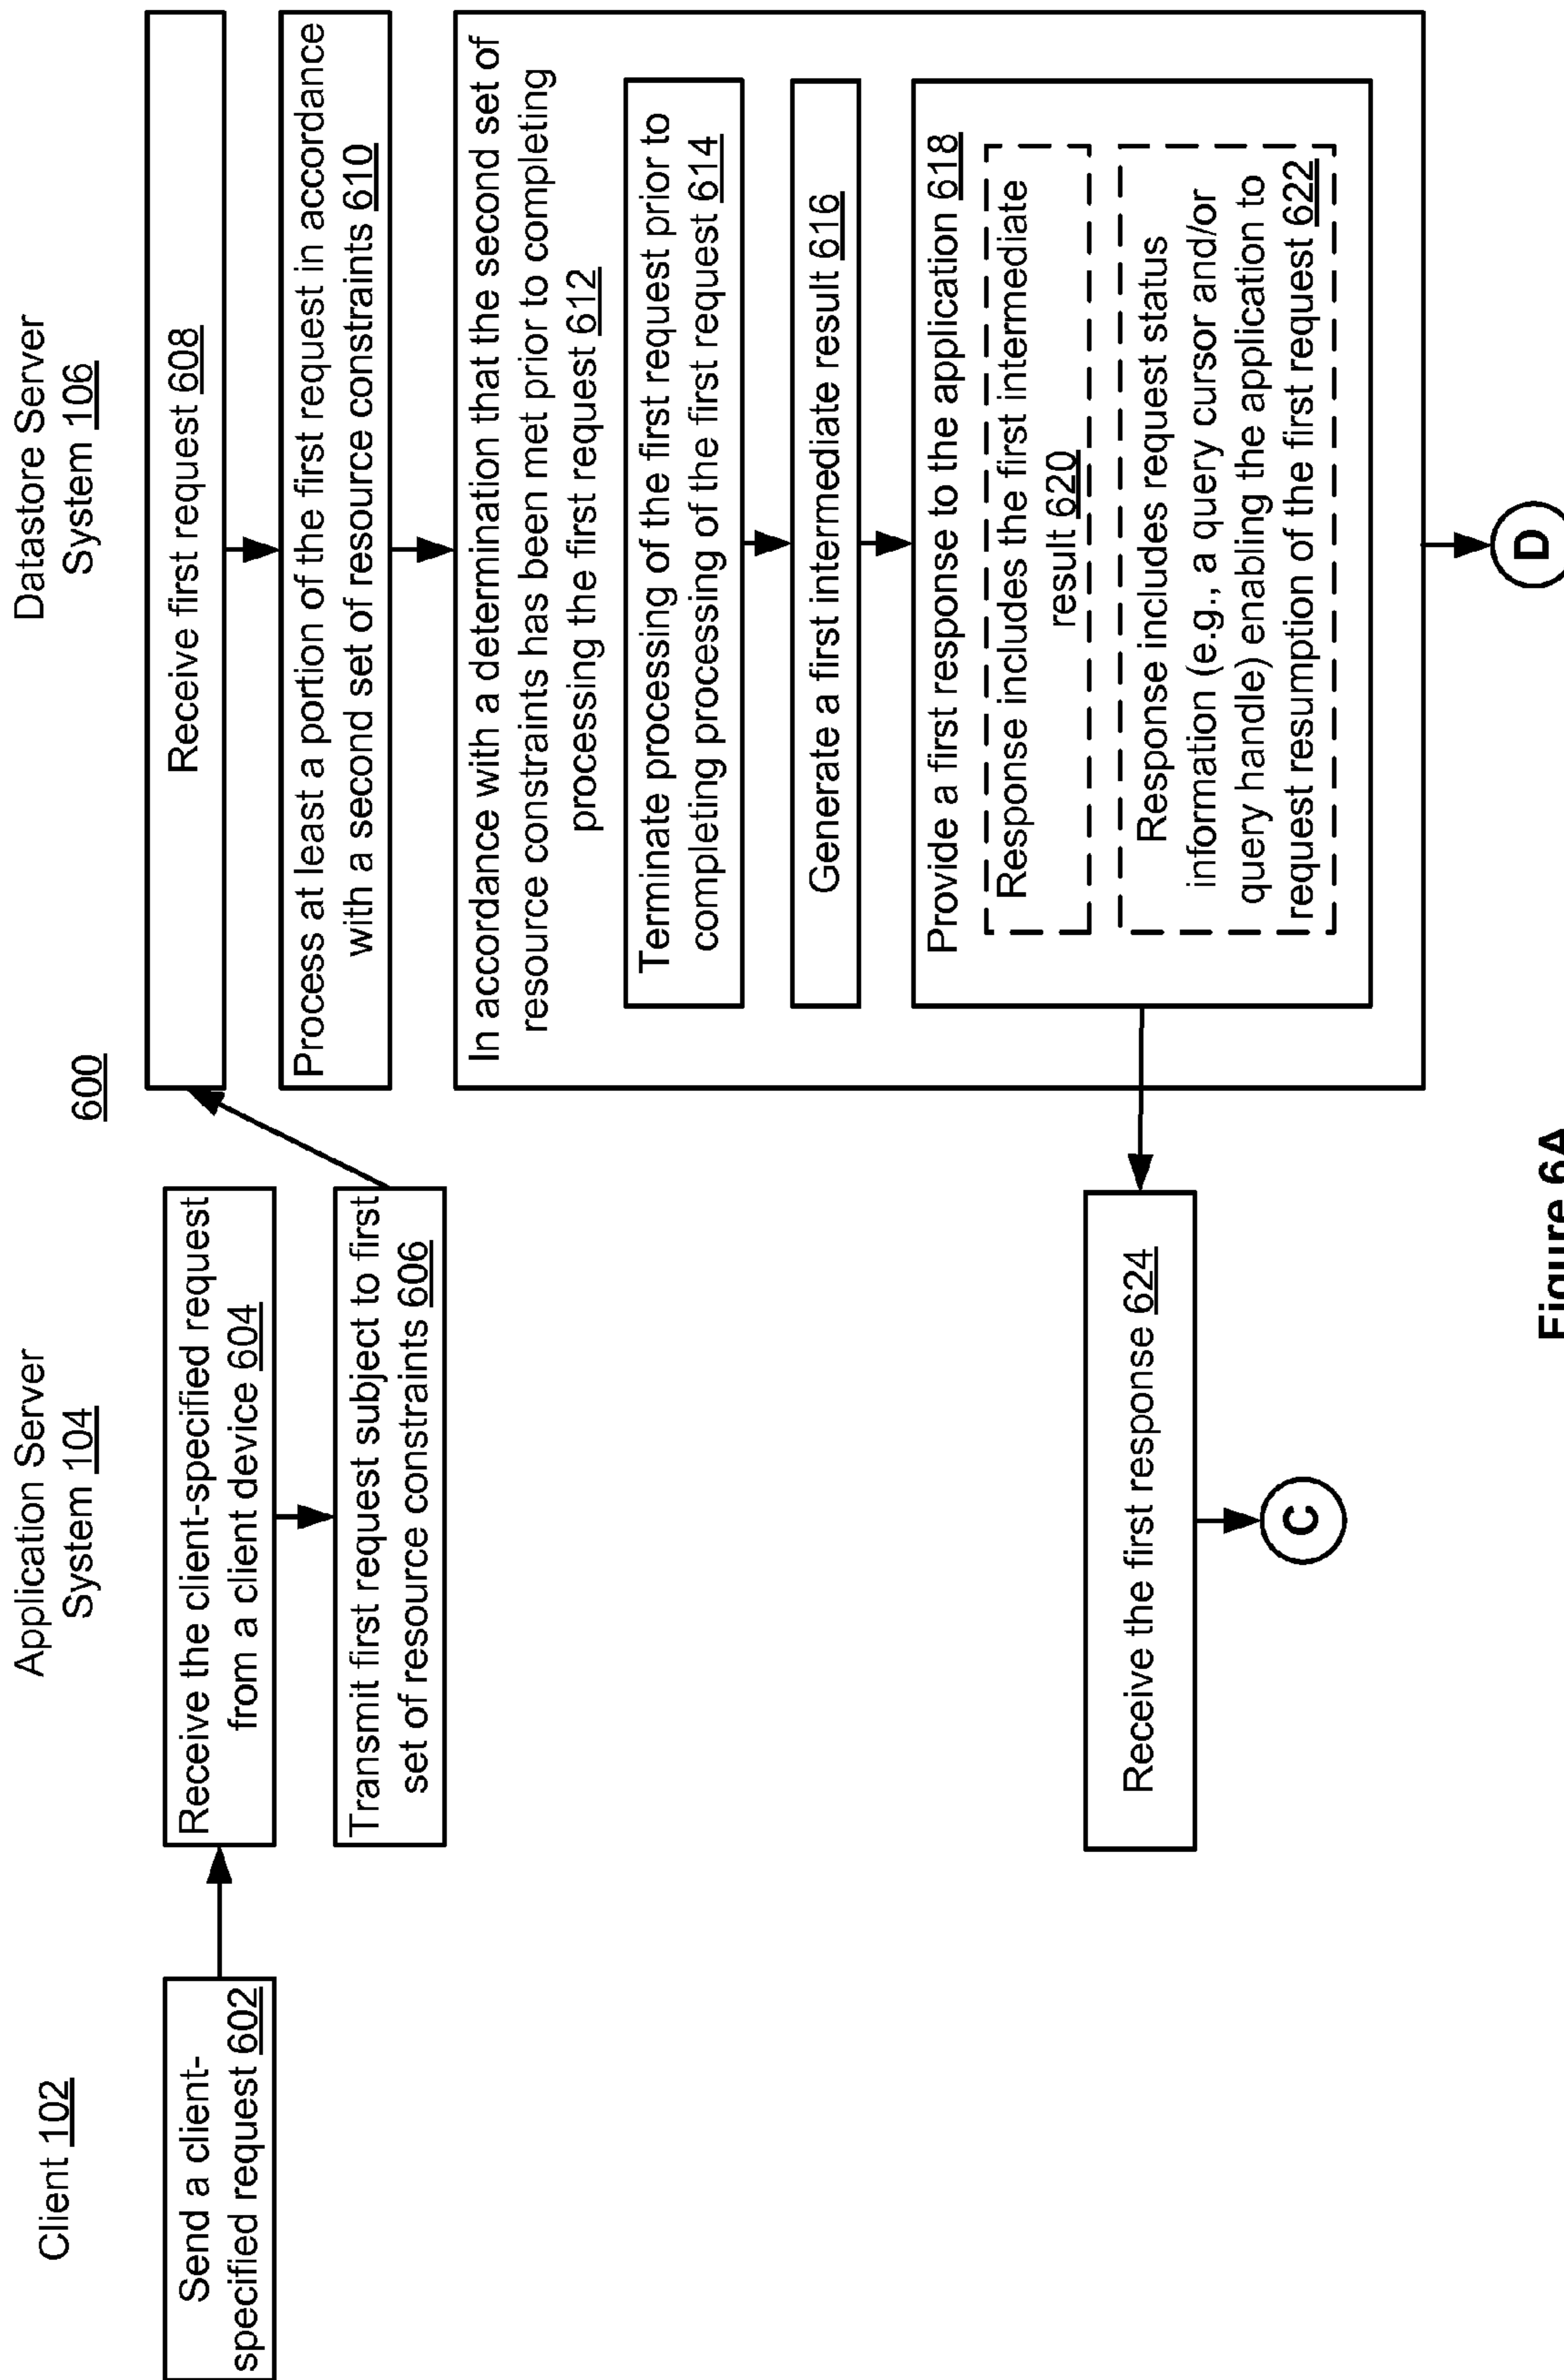 Client 102
Application Server
System 104
Datastore Server
System 106
600
Send a client-
specified request 602
Receive the client-specified request
from a client device 604
Transmit first request subject to first
set of resource constraints 606
Receive first request 608
Process at least a portion of the first request in accordance
with a second set of resource constraints 610
In accordance with a determination that the second set of
resource constraints has been met prior to completing
processing the first request 612
Terminate processing of the first request prior to
completing processing of the first request 614
Generate a first intermediate result 616
Provide a first response to the application 618
Response includes the first intermediate
result 620
Response includes request status
information (e.g., a query cursor and/or
query handle) enabling the application to
request resumption of the first request 622
Receive the first response 624
C
D
Figure 6A